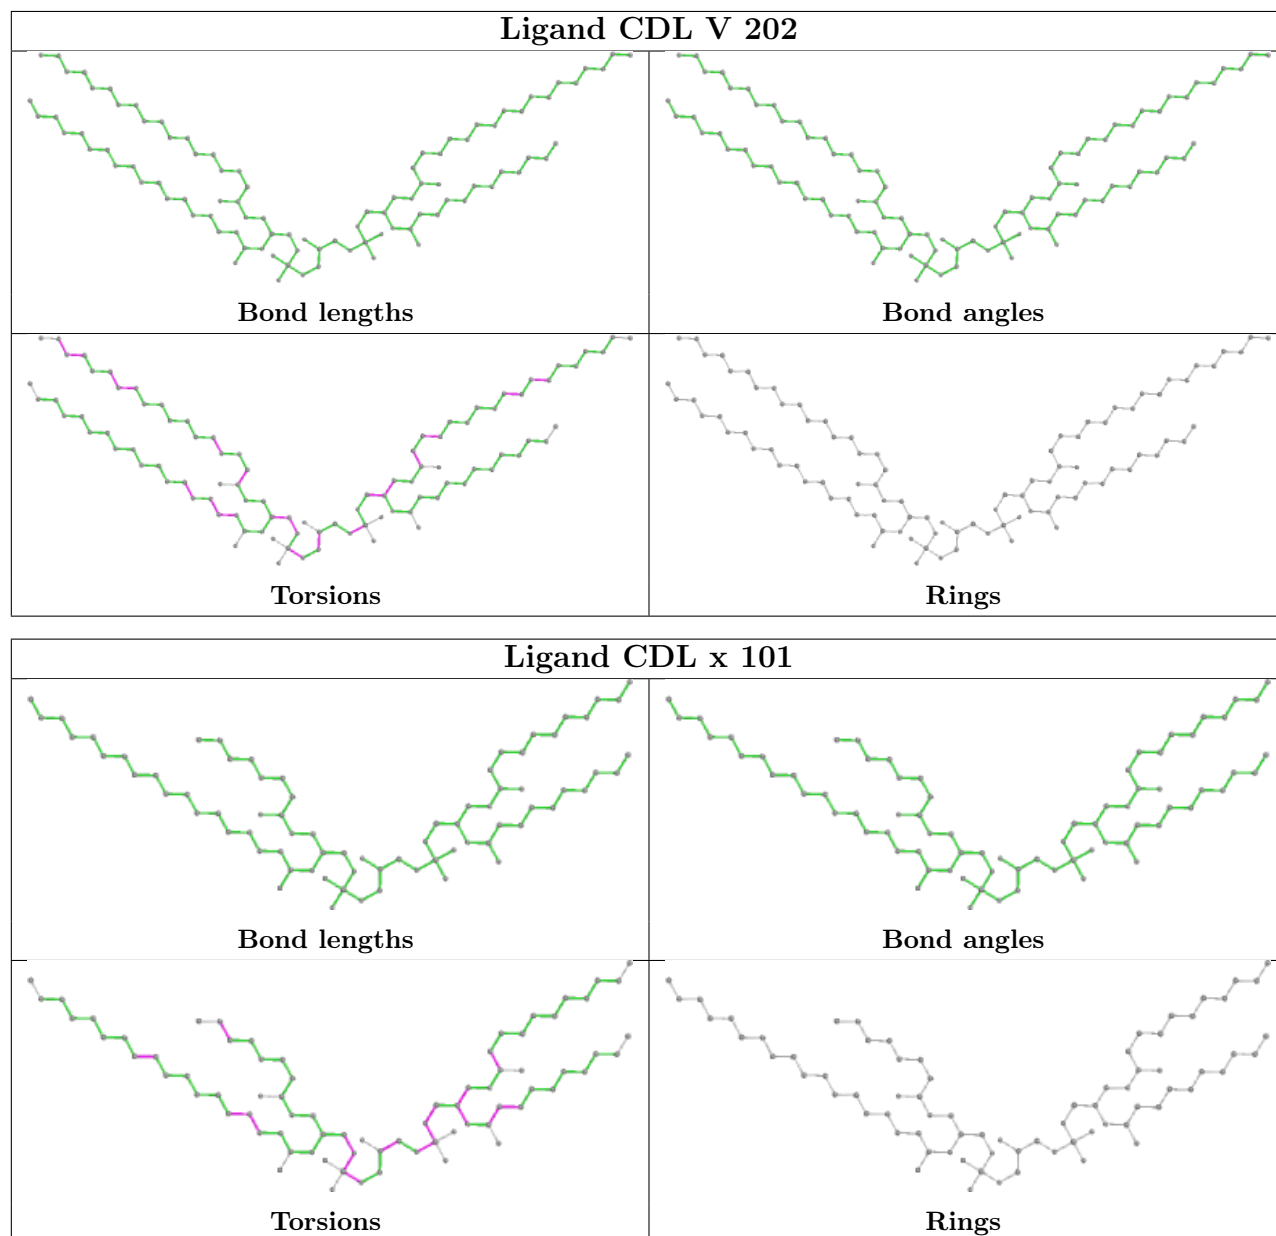 Ligand CDL V 202
Bond lengths
Bond angles
Torsions
Rings
Ligand CDL x 101
Bond lengths
Bond angles
Torsions
Rings